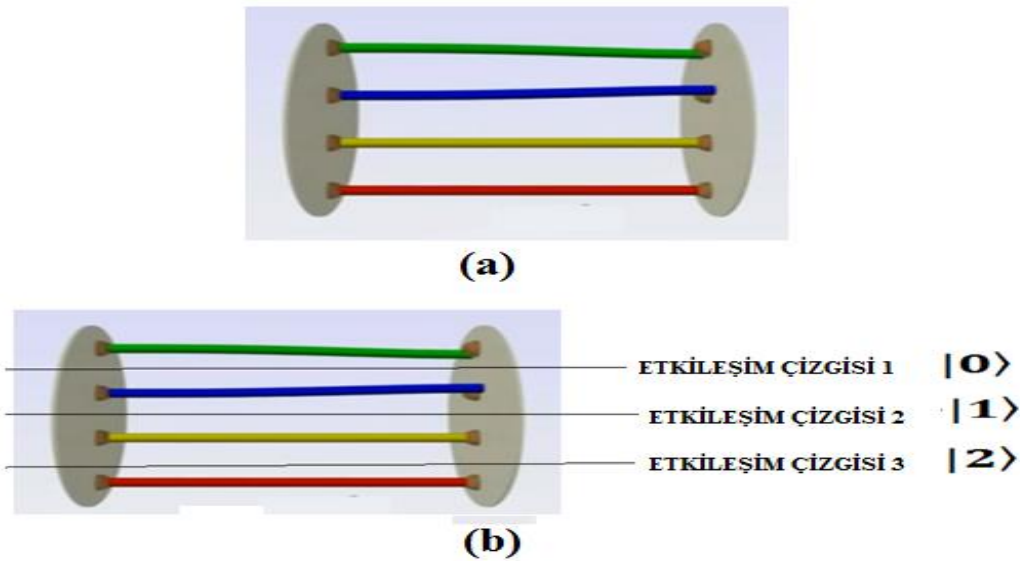 (a)
ETKİLEŞİM ÇİZGİSİ 1 |0⟩
ETKİLEŞİM ÇİZGİSİ 2 |1⟩
ETKİLEŞİM ÇİZGİSİ 3 |2⟩
(b)